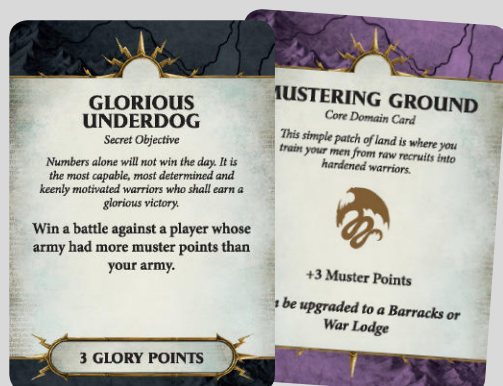 GLORIOUS
UNDERDOG
Secret Objective
Numbers alone will not win the day. It is
the most capable, most determined and
keenly motivated warriors who shall earn a
glorious victory.
Win a battle against a player whose
army had more muster points than
your army.
3 GLORY POINTS
MUSTERING GROUND
Core Domain Card
This simple patch of land is where you
train your men from raw recruits into
hardened warriors.
+3 Muster Points
be upgraded to a Barracks or
War Lodge